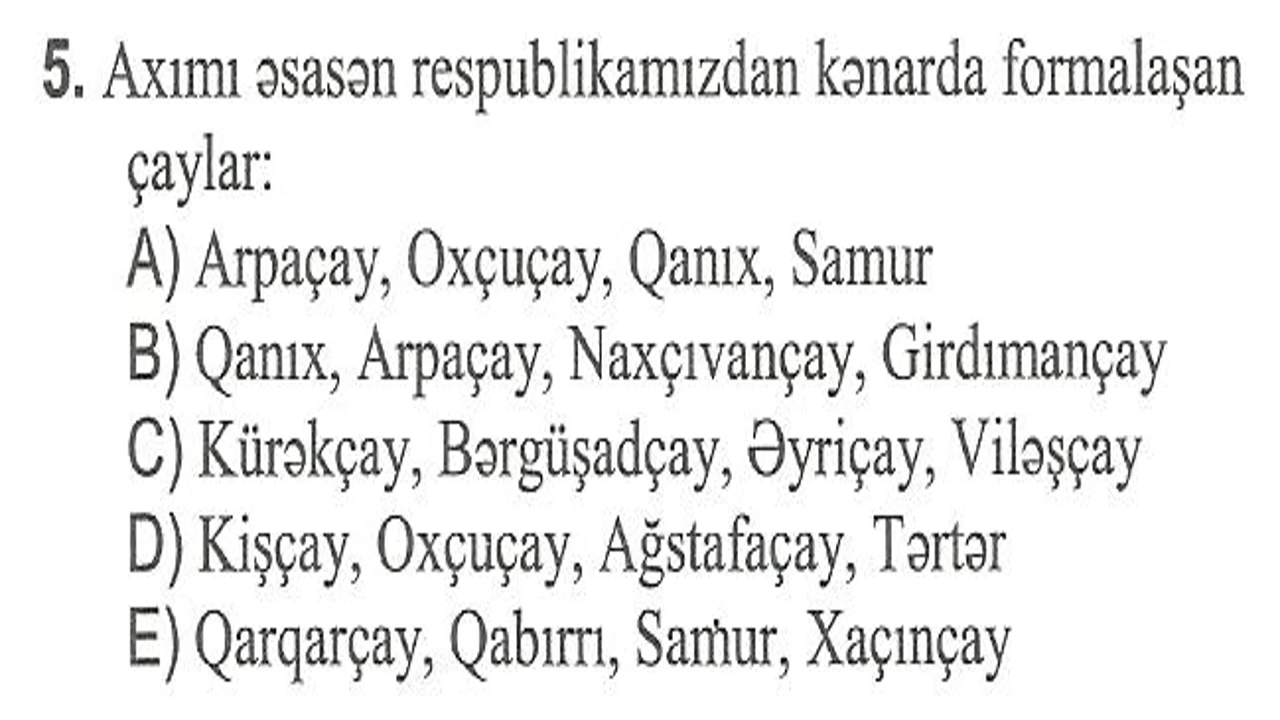 5. Axımı əsasən respublikamızdan kənarda formalaşan
çaylar:
A) Arpaçay, Oxçuçay, Qanıx, Samur
B) Qanıx, Arpaçay, Naxçıvançay, Girdımançay
C) Kürəkçay, Bərgüşadçay, Əyriçay, Viləşçay
D) Kişçay, Oxçuçay, Ağstafaçay, Tərtər
E) Qarqarçay, Qabırrı, Samur, Xaçınçay